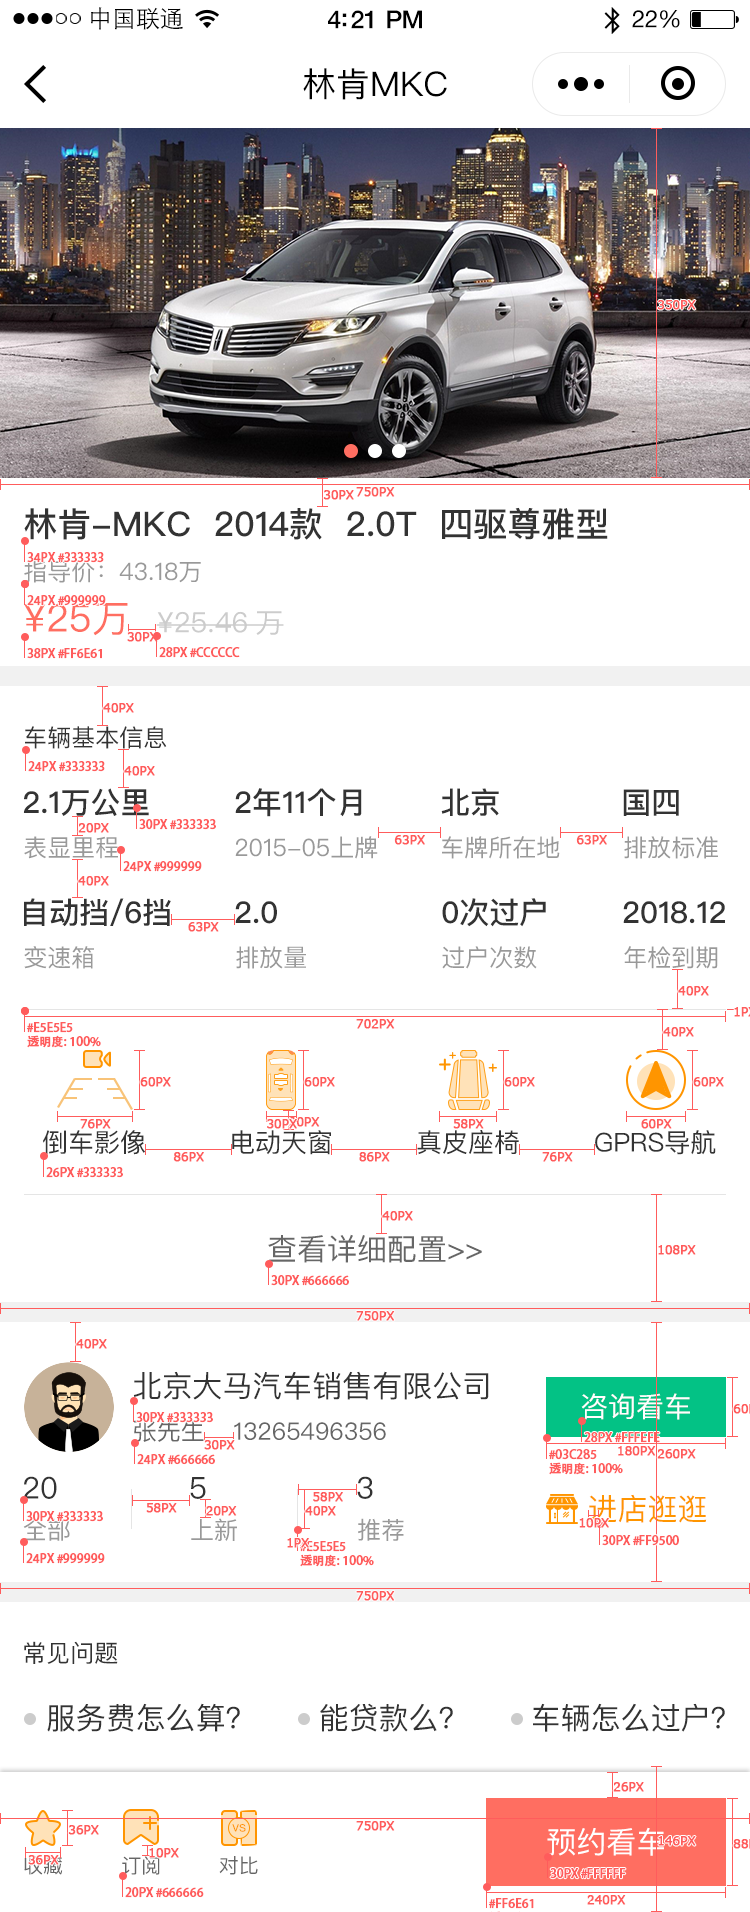 中国联通 4:21 PM 22%
林肯MKC
350PX
30PX 750PX
林肯-MKC 2014款 2.0T 四驱尊雅型
34PX #333333
指导价：43.18万
24PX #999999
¥25万 30PX ¥25.46 万
38PX #FF6E61 28PX #CCCCCC
40PX
车辆基本信息
24PX #333333 40PX
2.1万公里 2年11个月 北京 国四
20PX 30PX #333333 63PX 63PX
表显里程 2015-05上牌 车牌所在地 排放标准
24PX #999999
40PX
自动挡/6挡 63PX 2.0 0次过户 2018.12
变速箱 排放量 过户次数 年检到期
40PX
1PX
#E5E5E5 702PX 40PX
透明度: 100%
60PX 60PX 60PX 60PX
76PX 30PX 58PX 60PX
倒车影像 86PX 电动天窗 86PX 真皮座椅 76PX GPRS导航
26PX #333333
40PX
查看详细配置>> 108PX
30PX #666666
750PX
40PX
北京大马汽车销售有限公司
30PX #333333
张先生 30PX 13265496356
24PX #666666
咨询看车
28PX #FFFFFF 60
#03C285 180PX 260PX
透明度: 100%
20 58PX 5 20PX 58PX 3
30PX #333333 40PX
全部 上新 推荐
24PX #999999 1PX #E5E5E5
透明度: 100%
进店逛逛
10PX
30PX #FF9500
750PX
常见问题
服务费怎么算? 能贷款么? 车辆怎么过户?
26PX
36PX VS 750PX
36PX 10PX
收藏 订阅 对比
20PX #666666
预约看车 146PX 88
30PX #FFFFFF
#FF6E61 240PX